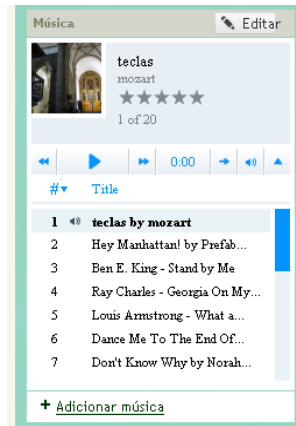 Música
Editar
teclas
mozart
1 of 20
0:00
# Title
1 teclas by mozart
2 Hey Manhattan! by Prefab...
3 Ben E. King - Stand by Me
4 Ray Charles - Georgia On My...
5 Louis Armstrong - What a...
6 Dance Me To The End Of...
7 Don't Know Why by Norah...
+ Adicionar música